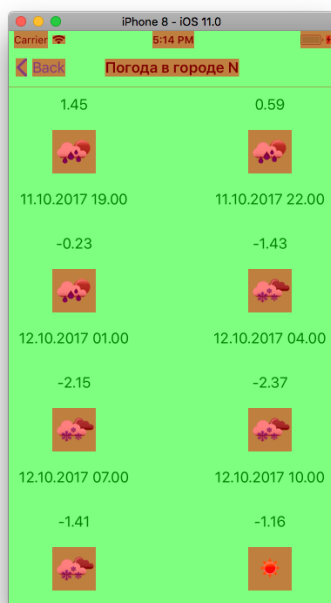 iPhone 8 - iOS 11.0
Carrier 5:14 PM
Back Погода в городе N
1.45 0.59
11.10.2017 19.00 11.10.2017 22.00
-0.23 -1.43
12.10.2017 01.00 12.10.2017 04.00
-2.15 -2.37
12.10.2017 07.00 12.10.2017 10.00
-1.41 -1.16